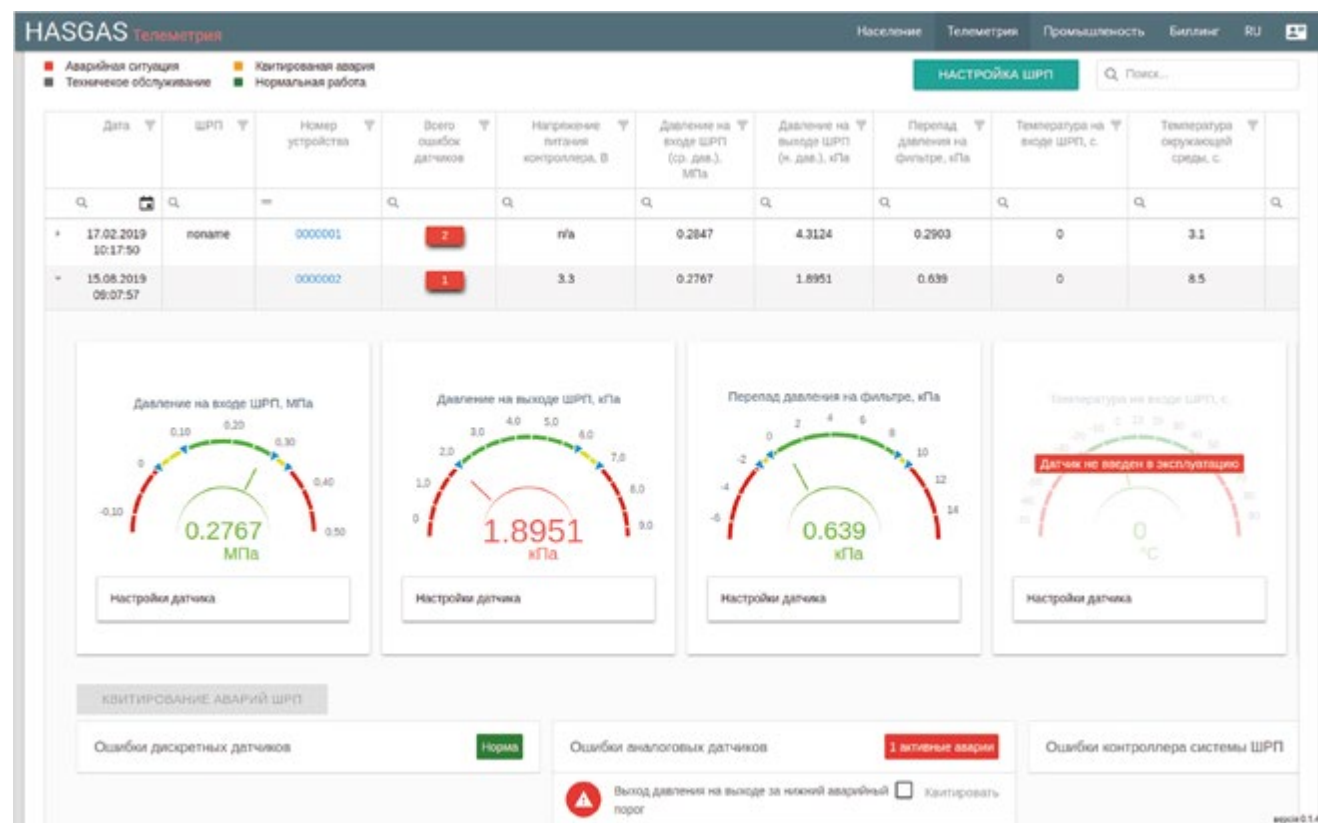 HASGAS Телеметрия
Население Телеметрия Промышленость Биллинг RU
Аварийная ситуация Квитированая авария
Техничекое обслуживание Нормальная работа
НАСТРОЙКА ШРП Поиск...
Дата ШРП Номер устройства Всего ошибок датчиков Напряжение питания контроллера, В Давление на входе ШРП (ср. дав.), МПа Давление на выходе ШРП (н. дав.), кПа Перепад давления на фильтре, кПа Температура на входе ШРП, с. Температура окружающей среды, с.
17.02.2019 noname 0000001 2 n/a 0.2847 4.3124 0.2903 0 3.1
10:17:50
15.08.2019 0000002 1 3.3 0.2767 1.8951 0.639 0 8.5
09:07:57
Давление на входе ШРП, МПа
-0,10 0 0,10 0,20 0,30 0,40 0,50
0.2767
МПа
Настройки датчика
Давление на выходе ШРП, кПа
0 1,0 2,0 3,0 4,0 5,0 6,0 7,0 8,0 9,0
1.8951
кПа
Настройки датчика
Перепад давления на фильтре, кПа
-6 -4 -2 0 2 4 6 8 10 12 14
0.639
кПа
Настройки датчика
Температура на входе ШРП, с.
Датчик не введен в эксплуатацию
0
°C
Настройки датчика
КВИТИРОВАНИЕ АВАРИЙ ШРП
Ошибки дискретных датчиков Норма
Ошибки аналоговых датчиков 1 активные аварии
Ошибки контроллера системы ШРП
Выход давления на выходе за нижний аварийный Квитировать
порог